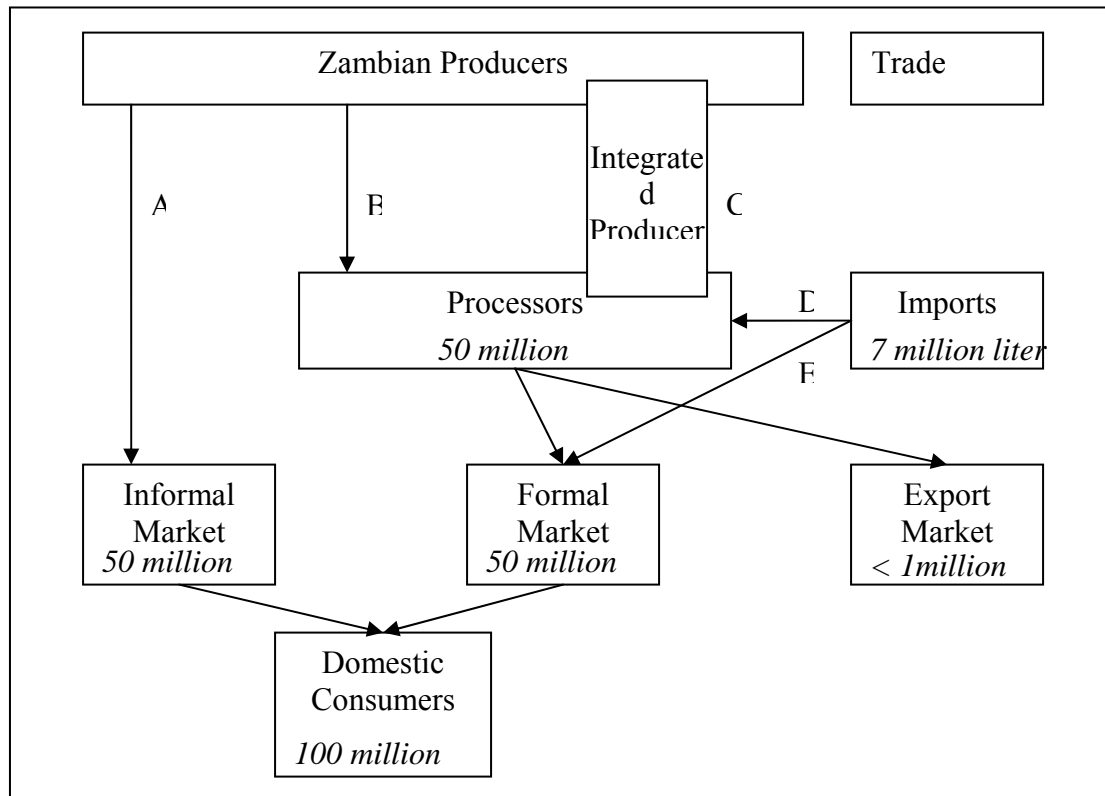 Zambian Producers
Trade
Integrate
d
Producer
A
B
C
Processors
50 million
D
Imports
7 million liter
E
Informal
Market
50 million
Formal
Market
50 million
Export
Market
< 1million
Domestic
Consumers
100 million